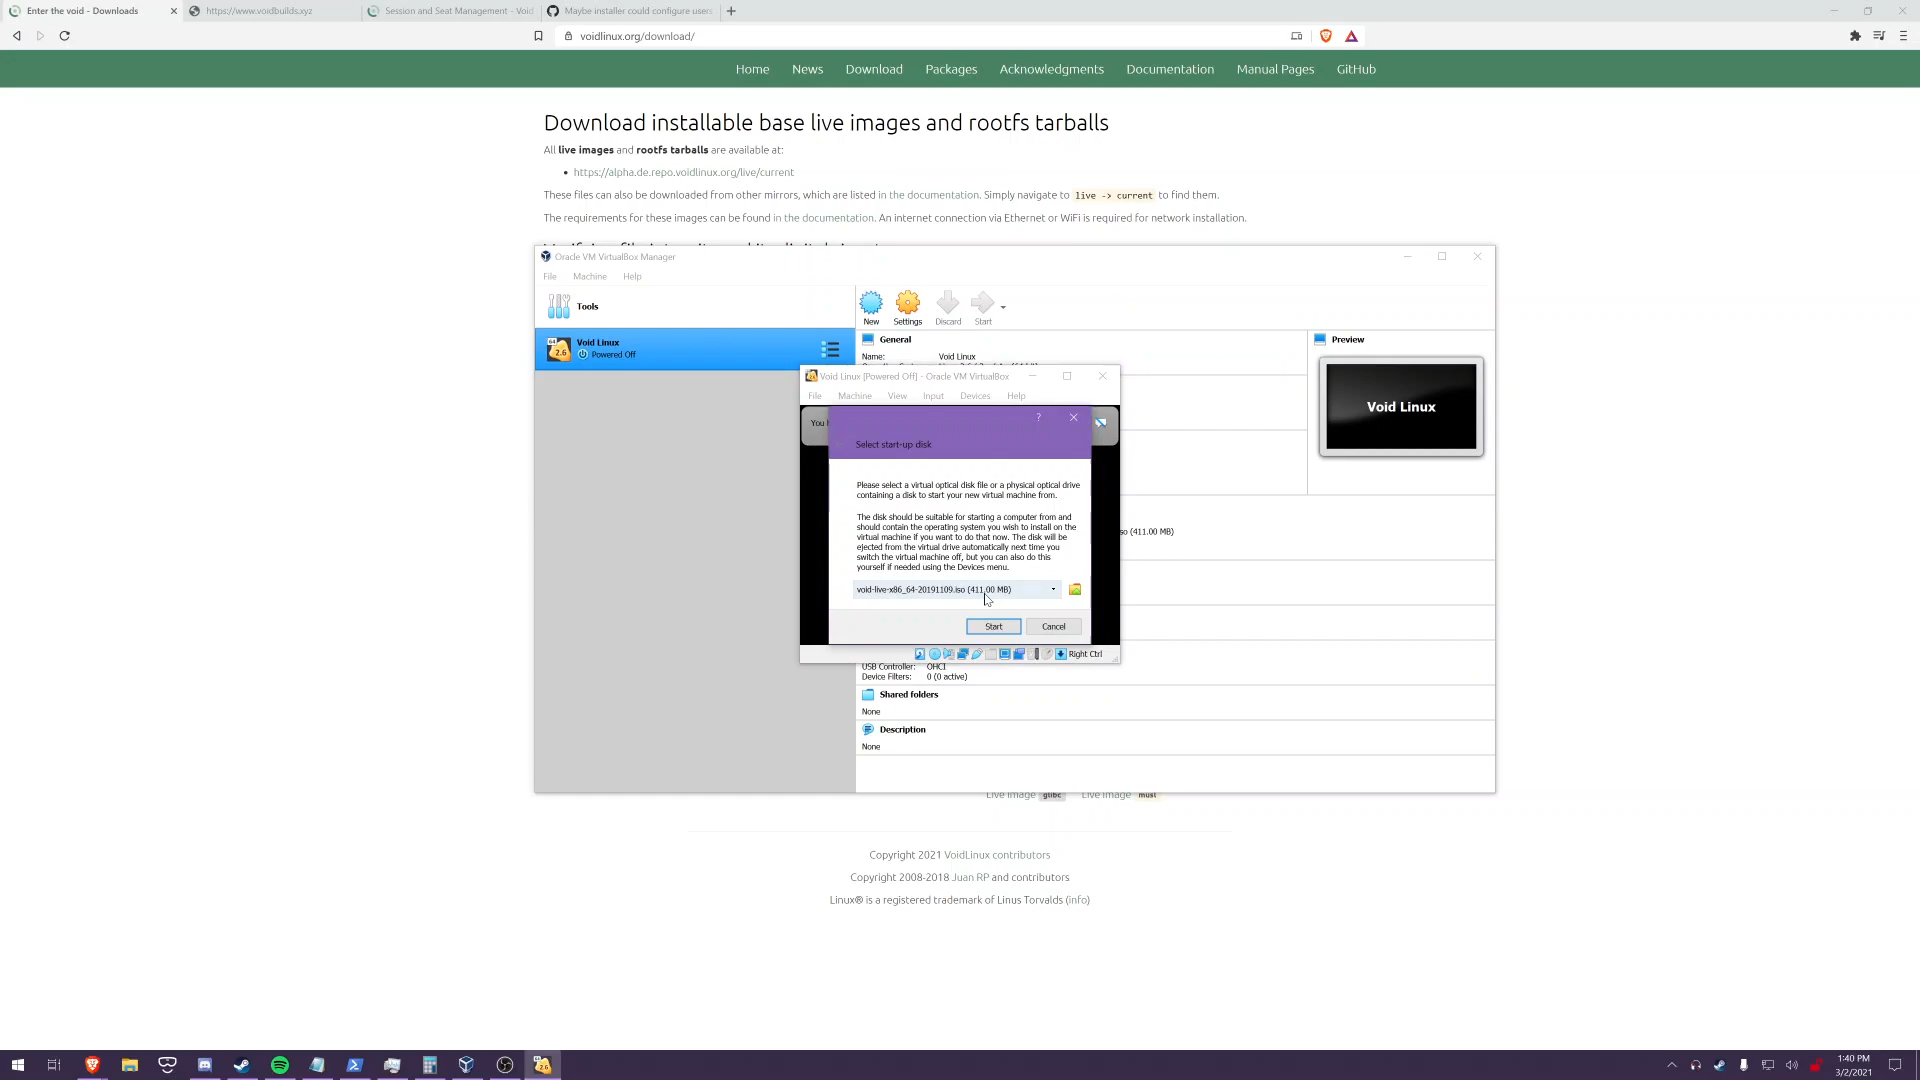 Enter the void - Downloads
https://www.voidbuilds.xyz
Session and Seat Management - Void
Maybe installer could configure users
voidlinux.org/download/
Home News Download Packages Acknowledgments Documentation Manual Pages GitHub
Download installable base live images and rootfs tarballs
All live images and rootfs tarballs are available at:
https://alpha.de.repo.voidlinux.org/live/current
These files can also be downloaded from other mirrors, which are listed in the documentation. Simply navigate to live -> current to find them.
The requirements for these images can be found in the documentation. An internet connection via Ethernet or WiFi is required for network installation.
Oracle VM VirtualBox Manager
File Machine Help
Tools
New Settings Discard Start
Void Linux
Powered Off
64
2.6
General
Name: Void Linux
Preview
Void Linux
Void Linux [Powered Off] - Oracle VM VirtualBox
File Machine View Input Devices Help
You
Select start-up disk
Please select a virtual optical disk file or a physical optical drive
containing a disk to start your new virtual machine from.
The disk should be suitable for starting a computer from and
should contain the operating system you wish to install on the
virtual machine if you want to do that now. The disk will be
ejected from the virtual drive automatically next time you
switch the virtual machine off, but you can also do this
yourself if needed using the Devices menu.
so (411.00 MB)
void-live-x86_64-20191109.iso (411.00 MB)
Start Cancel
Right Ctrl
USB Controller: OHCI
Device Filters: 0 (0 active)
Shared folders
None
Description
None
Live image glibc Live image musl
Copyright 2021 VoidLinux contributors
Copyright 2008-2018 Juan RP and contributors
Linux® is a registered trademark of Linus Torvalds (info)
1:40 PM
3/2/2021